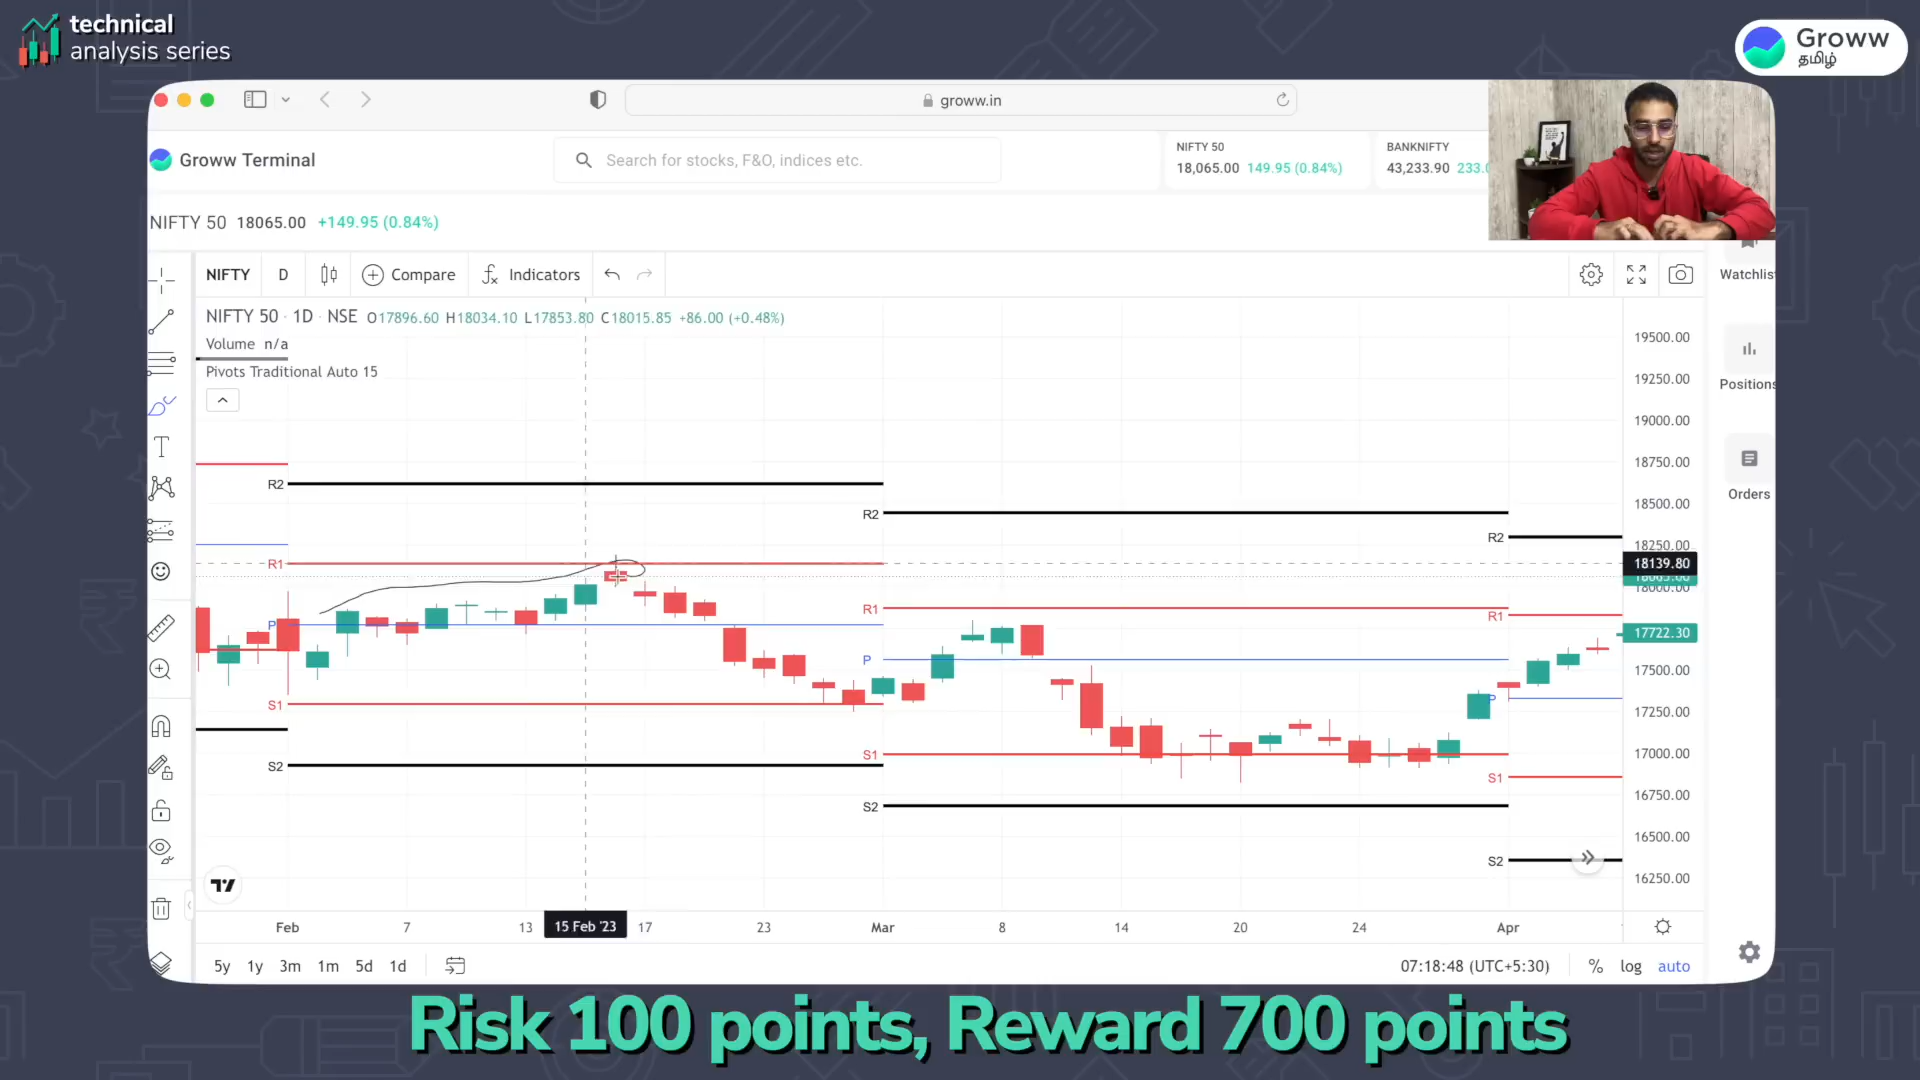 technical
analysis series
Groww
தமிழ்
groww.in
Groww Terminal
Search for stocks, F&O, indices etc.
NIFTY 50
18,065.00 149.95 (0.84%)
BANKNIFTY
43,233.90 233.0
NIFTY 50 18065.00 +149.95 (0.84%)
NIFTY D Compare Indicators
Watchlist
NIFTY 50 · 1D · NSE O17896.60 H18034.10 L17853.80 C18015.85 +86.00 (+0.48%)
Volume n/a
Pivots Traditional Auto 15
Positions
Orders
19500.00
19250.00
19000.00
18750.00
18500.00
18250.00
18139.80
18065.00
18000.00
17722.30
17500.00
17250.00
17000.00
16750.00
16500.00
16250.00
R2
R1
P
S1
S2
R2
R1
P
S1
S2
R2
R1
P
S1
S2
Feb 7 13 15 Feb '23 17 23 Mar 8 14 20 24 Apr
5y 1y 3m 1m 5d 1d
07:18:48 (UTC+5:30) % log auto
Risk 100 points, Reward 700 points